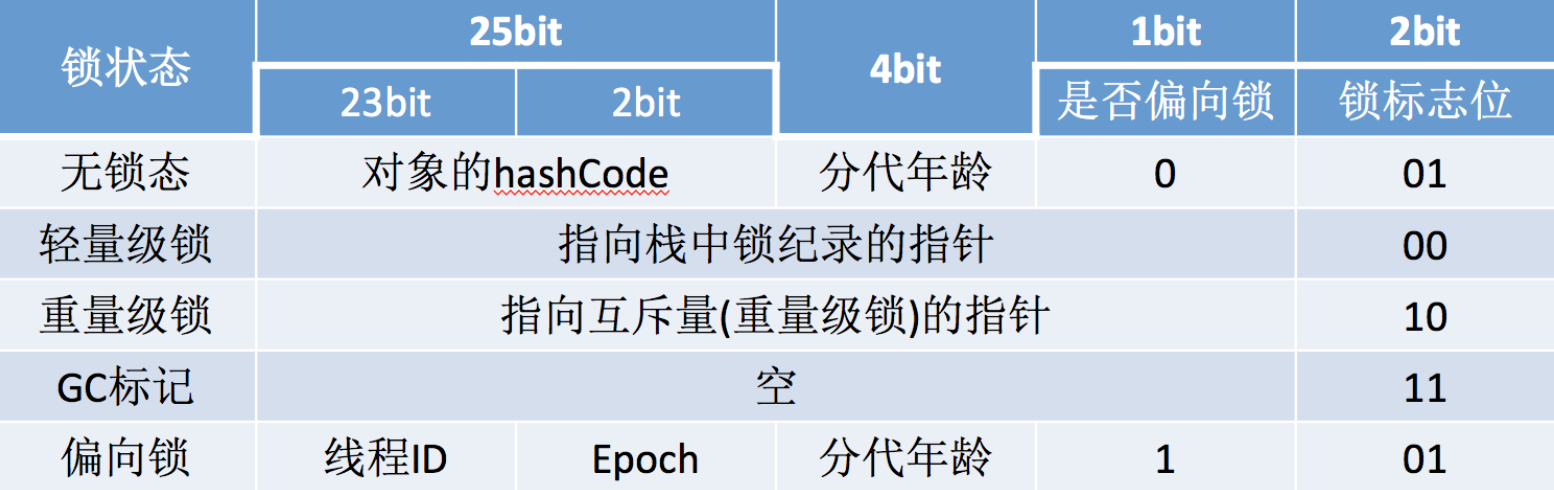 锁状态 25bit 4bit 1bit 2bit
23bit 2bit 是否偏向锁 锁标志位
无锁态 对象的hashCode 分代年龄 0 01
轻量级锁 指向栈中锁纪录的指针 00
重量级锁 指向互斥量(重量级锁)的指针 10
GC标记 空 11
偏向锁 线程ID Epoch 分代年龄 1 01